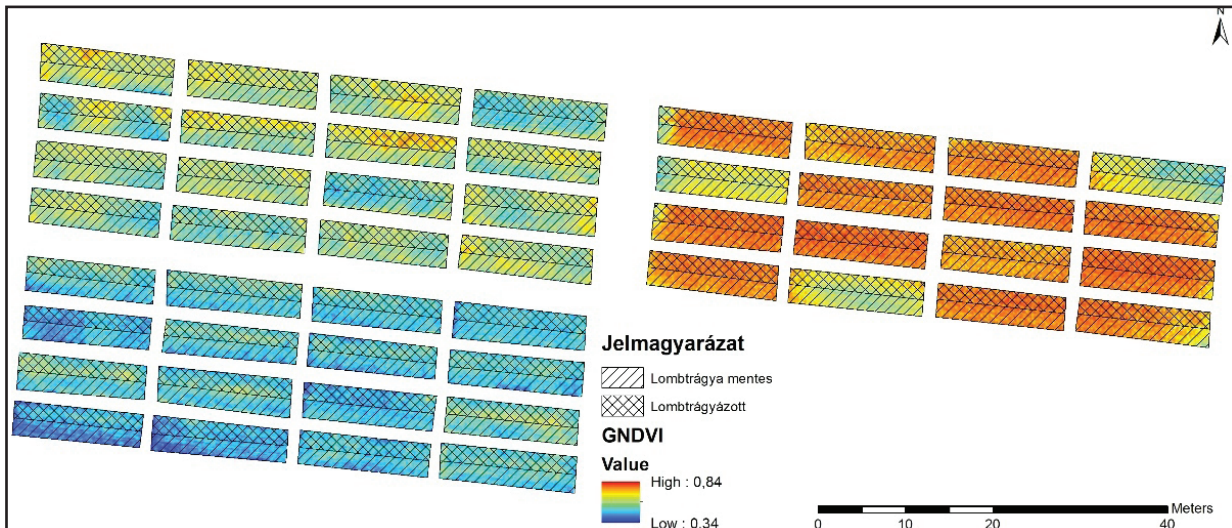 N
Jelmagyarázat
Lombtrágya mentes
Lombtrágyázott
GNDVI
Value
High : 0,84
Low : 0,34
Meters
0 10 20 40